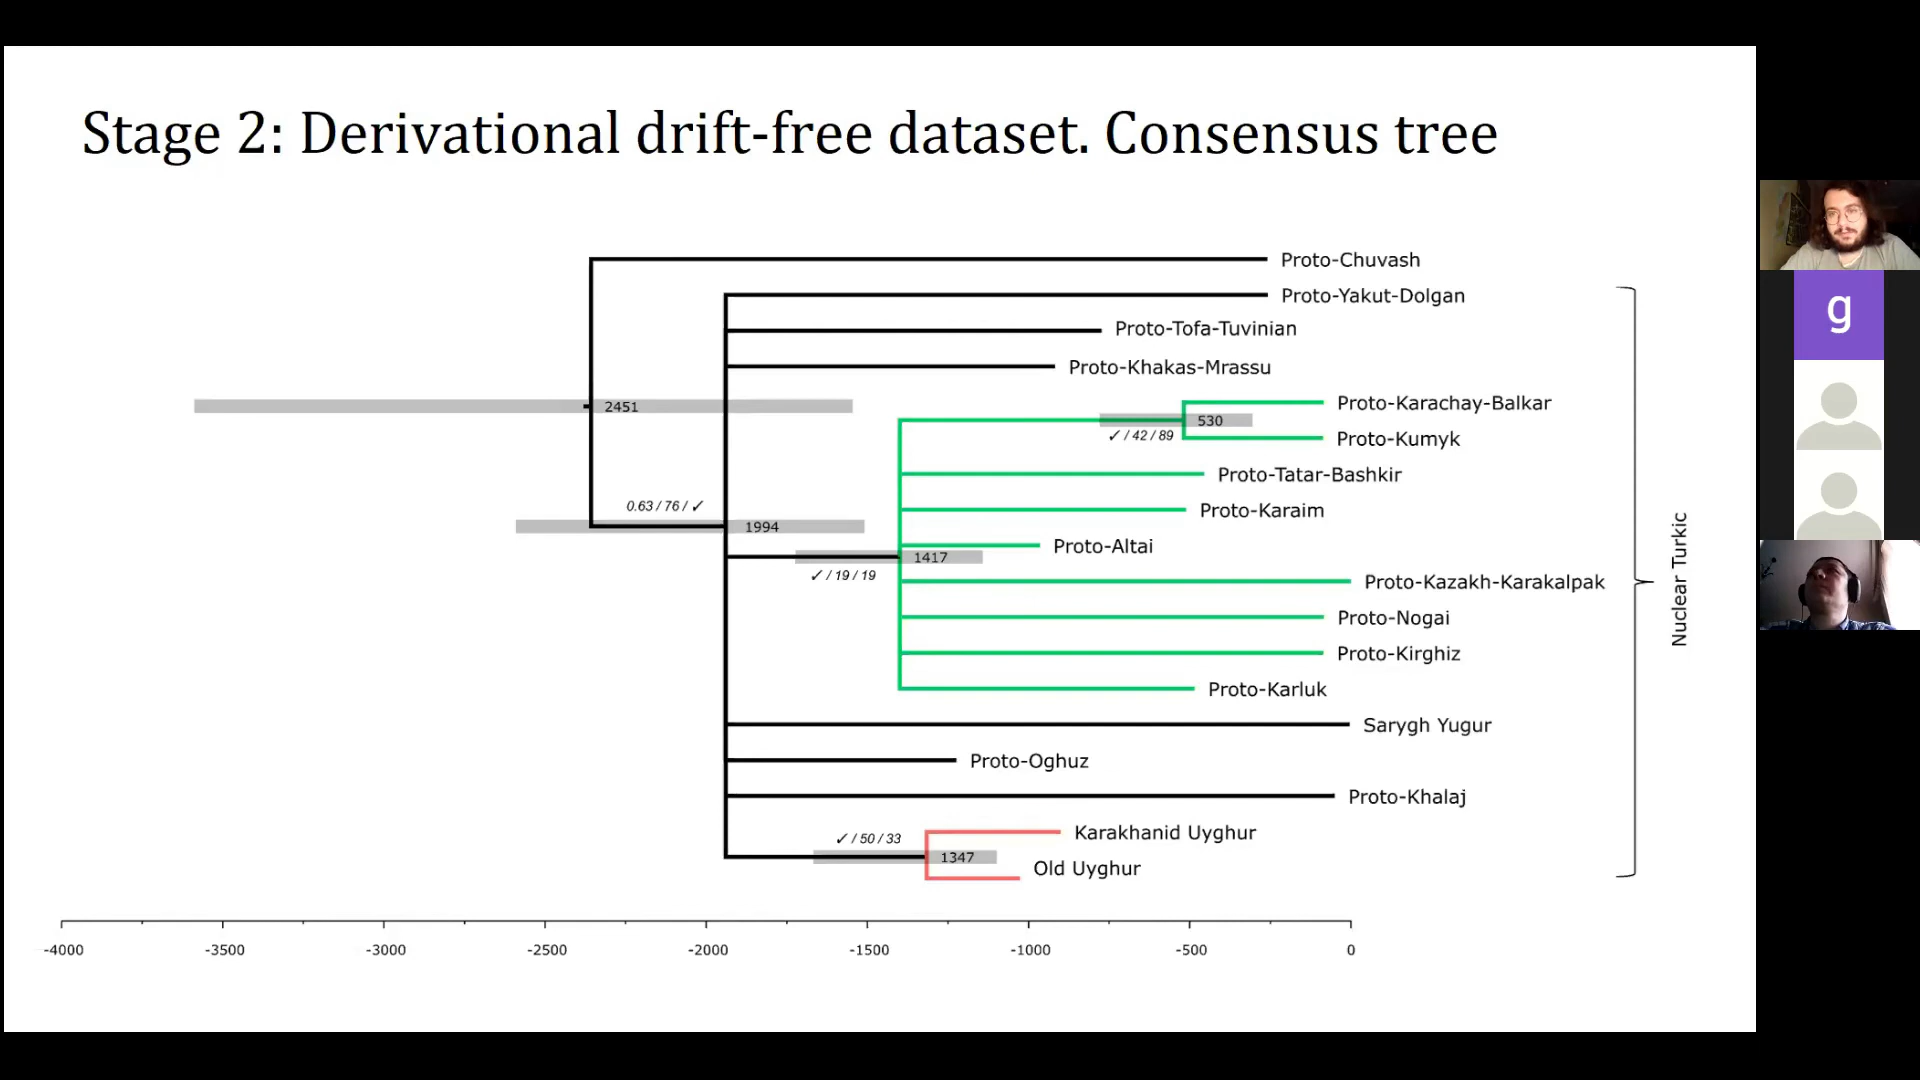 Stage 2: Derivational drift-free dataset. Consensus tree
Proto-Chuvash
Proto-Yakut-Dolgan
Proto-Tofa-Tuvinian
Proto-Khakas-Mrassu
Proto-Karachay-Balkar
2451
530
✓ / 42 / 89
Proto-Kumyk
Proto-Tatar-Bashkir
0.63 / 76 / ✓
Proto-Karaim
1994
Proto-Altai
1417
✓ / 19 / 19
Proto-Kazakh-Karakalpak
Proto-Nogai
Proto-Kirghiz
Proto-Karluk
Nuclear Turkic
Sarygh Yugur
Proto-Oghuz
Proto-Khalaj
✓ / 50 / 33
Karakhanid Uyghur
1347
Old Uyghur
-4000 -3500 -3000 -2500 -2000 -1500 -1000 -500 0
g